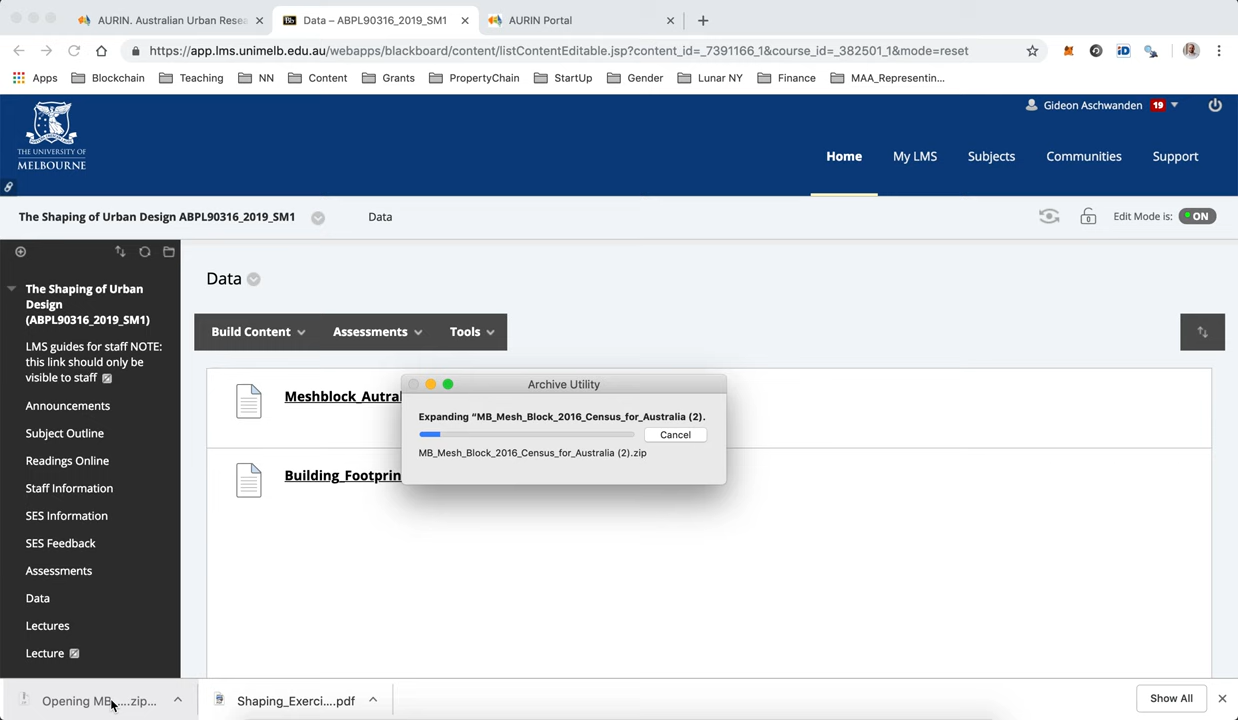 AURIN. Australian Urban Resea
Data – ABPL90316_2019_SM1
AURIN Portal
https://app.lms.unimelb.edu.au/webapps/blackboard/content/listContentEditable.jsp?content_id=_7391166_1&course_id=_382501_1&mode=reset
Apps
Blockchain
Teaching
NN
Content
Grants
PropertyChain
StartUp
Gender
Lunar NY
Finance
MAA_Representin...
THE UNIVERSITY OF
MELBOURNE
Gideon Aschwanden 19
Home
My LMS
Subjects
Communities
Support
The Shaping of Urban Design ABPL90316_2019_SM1
Data
Edit Mode is: ON
The Shaping of Urban
Design
(ABPL90316_2019_SM1)
LMS guides for staff NOTE:
this link should only be
visible to staff
Announcements
Subject Outline
Readings Online
Staff Information
SES Information
SES Feedback
Assessments
Data
Lectures
Lecture
Data
Build Content
Assessments
Tools
Meshblock_Autral
Building_Footprin
Archive Utility
Expanding “MB_Mesh_Block_2016_Census_for_Australia (2).
Cancel
MB_Mesh_Block_2016_Census_for_Australia (2).zip
Opening MB_....zip...
Shaping_Exerci....pdf
Show All